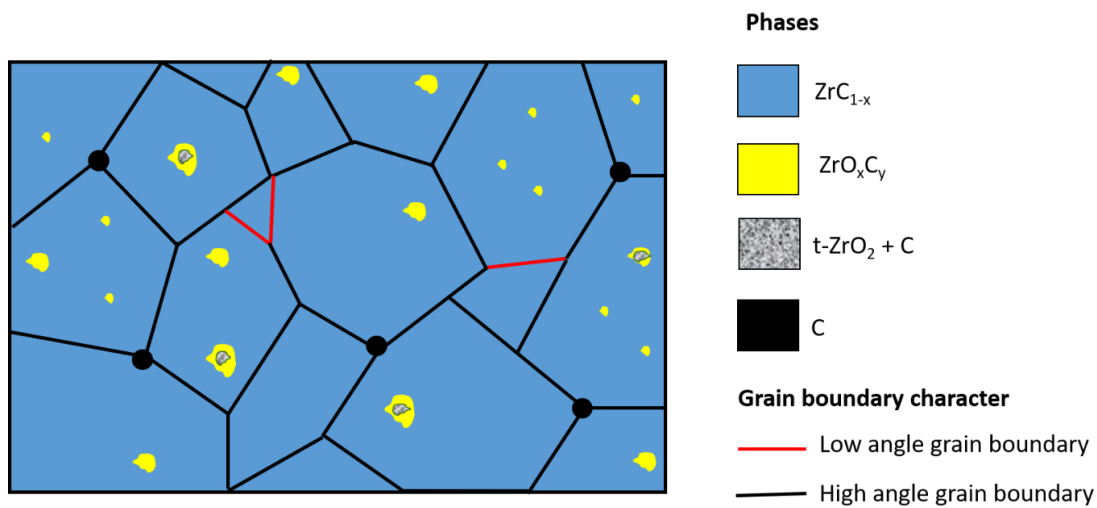 Phases
ZrC1-x
ZrOxCy
t-ZrO2 + C
C
Grain boundary character
Low angle grain boundary
High angle grain boundary